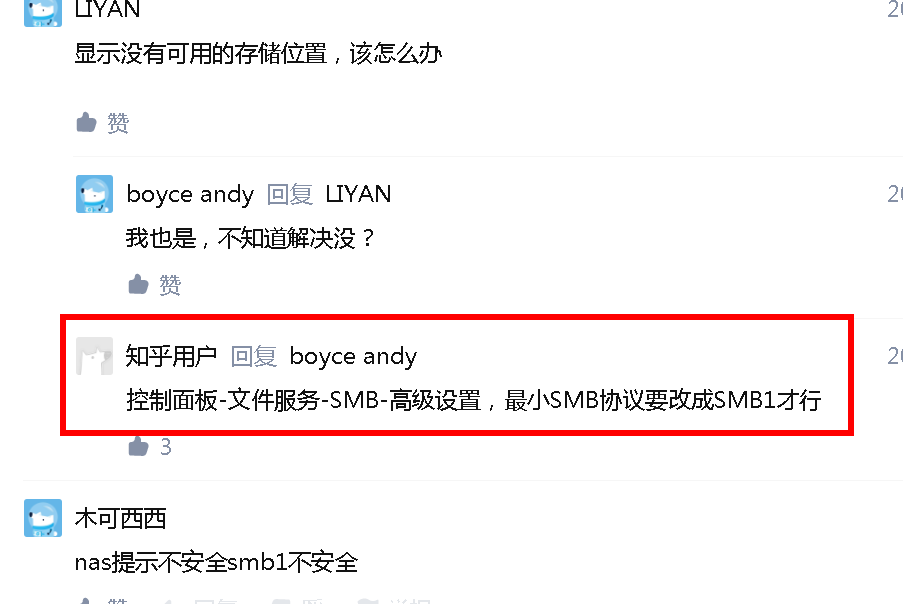 LIYAN
显示没有可用的存储位置，该怎么办
赞
boyce andy 回复 LIYAN
我也是，不知道解决没？
赞
知乎用户 回复 boyce andy
控制面板-文件服务-SMB-高级设置，最小SMB协议要改成SMB1才行
3
木可西西
nas提示不安全smb1不安全